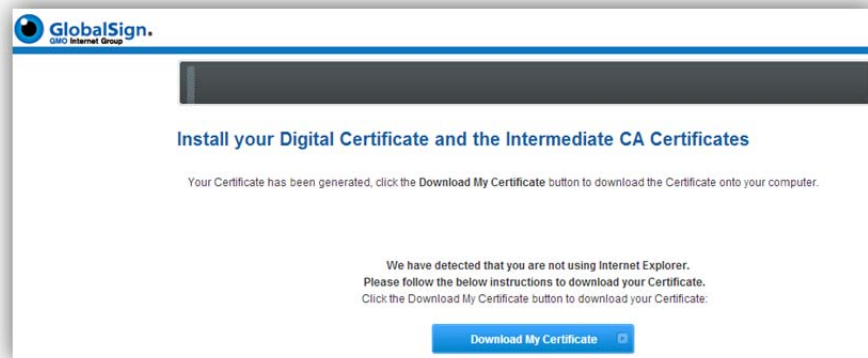 GlobalSign.
GMO Internet Group
Install your Digital Certificate and the Intermediate CA Certificates
Your Certificate has been generated, click the Download My Certificate button to download the Certificate onto your computer.
We have detected that you are not using Internet Explorer.
Please follow the below instructions to download your Certificate.
Click the Download My Certificate button to download your Certificate:
Download My Certificate